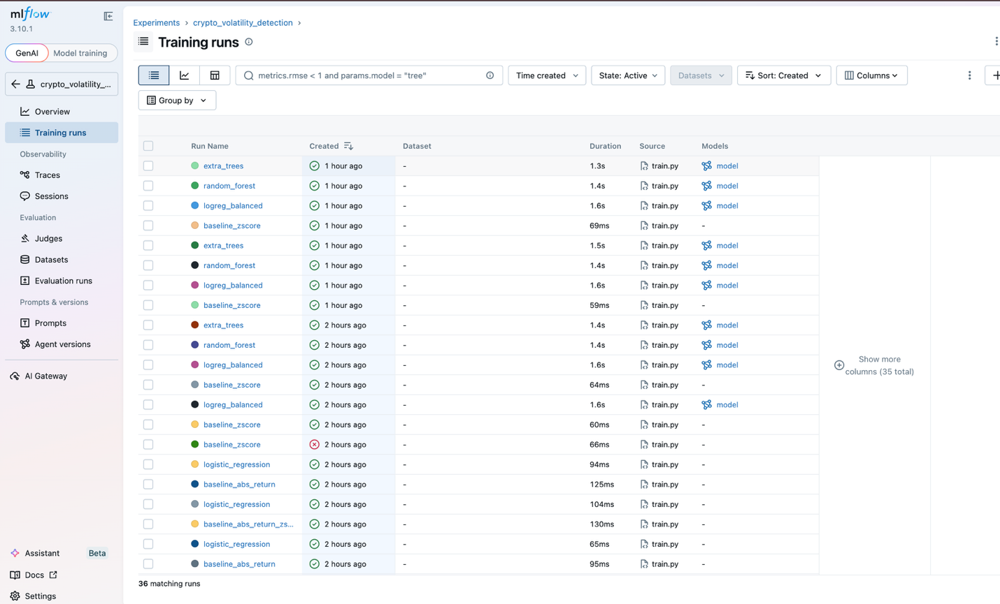 mlflow
3.10.1
GenAI Model training
crypto_volatility_...
Overview
Training runs
Observability
Traces
Sessions
Evaluation
Judges
Datasets
Evaluation runs
Prompts & versions
Prompts
Agent versions
AI Gateway
Assistant Beta
Docs
Settings
Experiments › crypto_volatility_detection ›
Training runs
metrics.rmse < 1 and params.model = "tree" Time created State: Active Datasets Sort: Created Columns
Group by
Run Name Created Dataset Duration Source Models
extra_trees 1 hour ago - 1.3s train.py model
random_forest 1 hour ago - 1.4s train.py model
logreg_balanced 1 hour ago - 1.6s train.py model
baseline_zscore 1 hour ago - 69ms train.py -
extra_trees 1 hour ago - 1.5s train.py model
random_forest 1 hour ago - 1.4s train.py model
logreg_balanced 1 hour ago - 1.6s train.py model
baseline_zscore 1 hour ago - 59ms train.py -
extra_trees 2 hours ago - 1.4s train.py model
random_forest 2 hours ago - 1.4s train.py model
logreg_balanced 2 hours ago - 1.6s train.py model
baseline_zscore 2 hours ago - 64ms train.py -
logreg_balanced 2 hours ago - 1.6s train.py model
baseline_zscore 2 hours ago - 60ms train.py -
baseline_zscore 2 hours ago - 66ms train.py -
logistic_regression 2 hours ago - 94ms train.py -
baseline_abs_return 2 hours ago - 125ms train.py -
logistic_regression 2 hours ago - 104ms train.py -
baseline_abs_return_zs... 2 hours ago - 130ms train.py -
logistic_regression 2 hours ago - 65ms train.py -
baseline_abs_return 2 hours ago - 95ms train.py -
Show more
columns (35 total)
36 matching runs